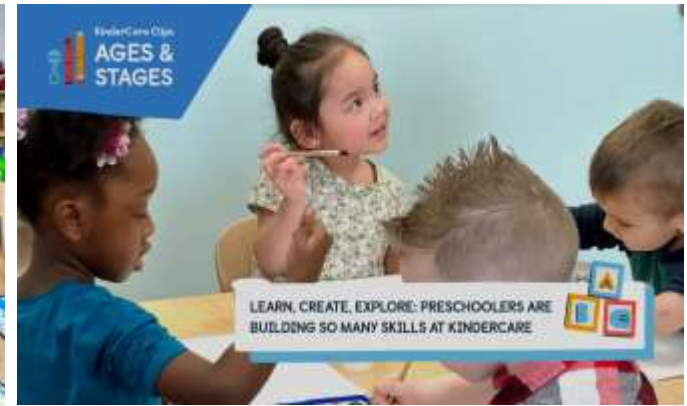 KinderCare Clips
AGES &
STAGES
LEARN, CREATE, EXPLORE: PRESCHOOLERS ARE
BUILDING SO MANY SKILLS AT KINDERCARE
A